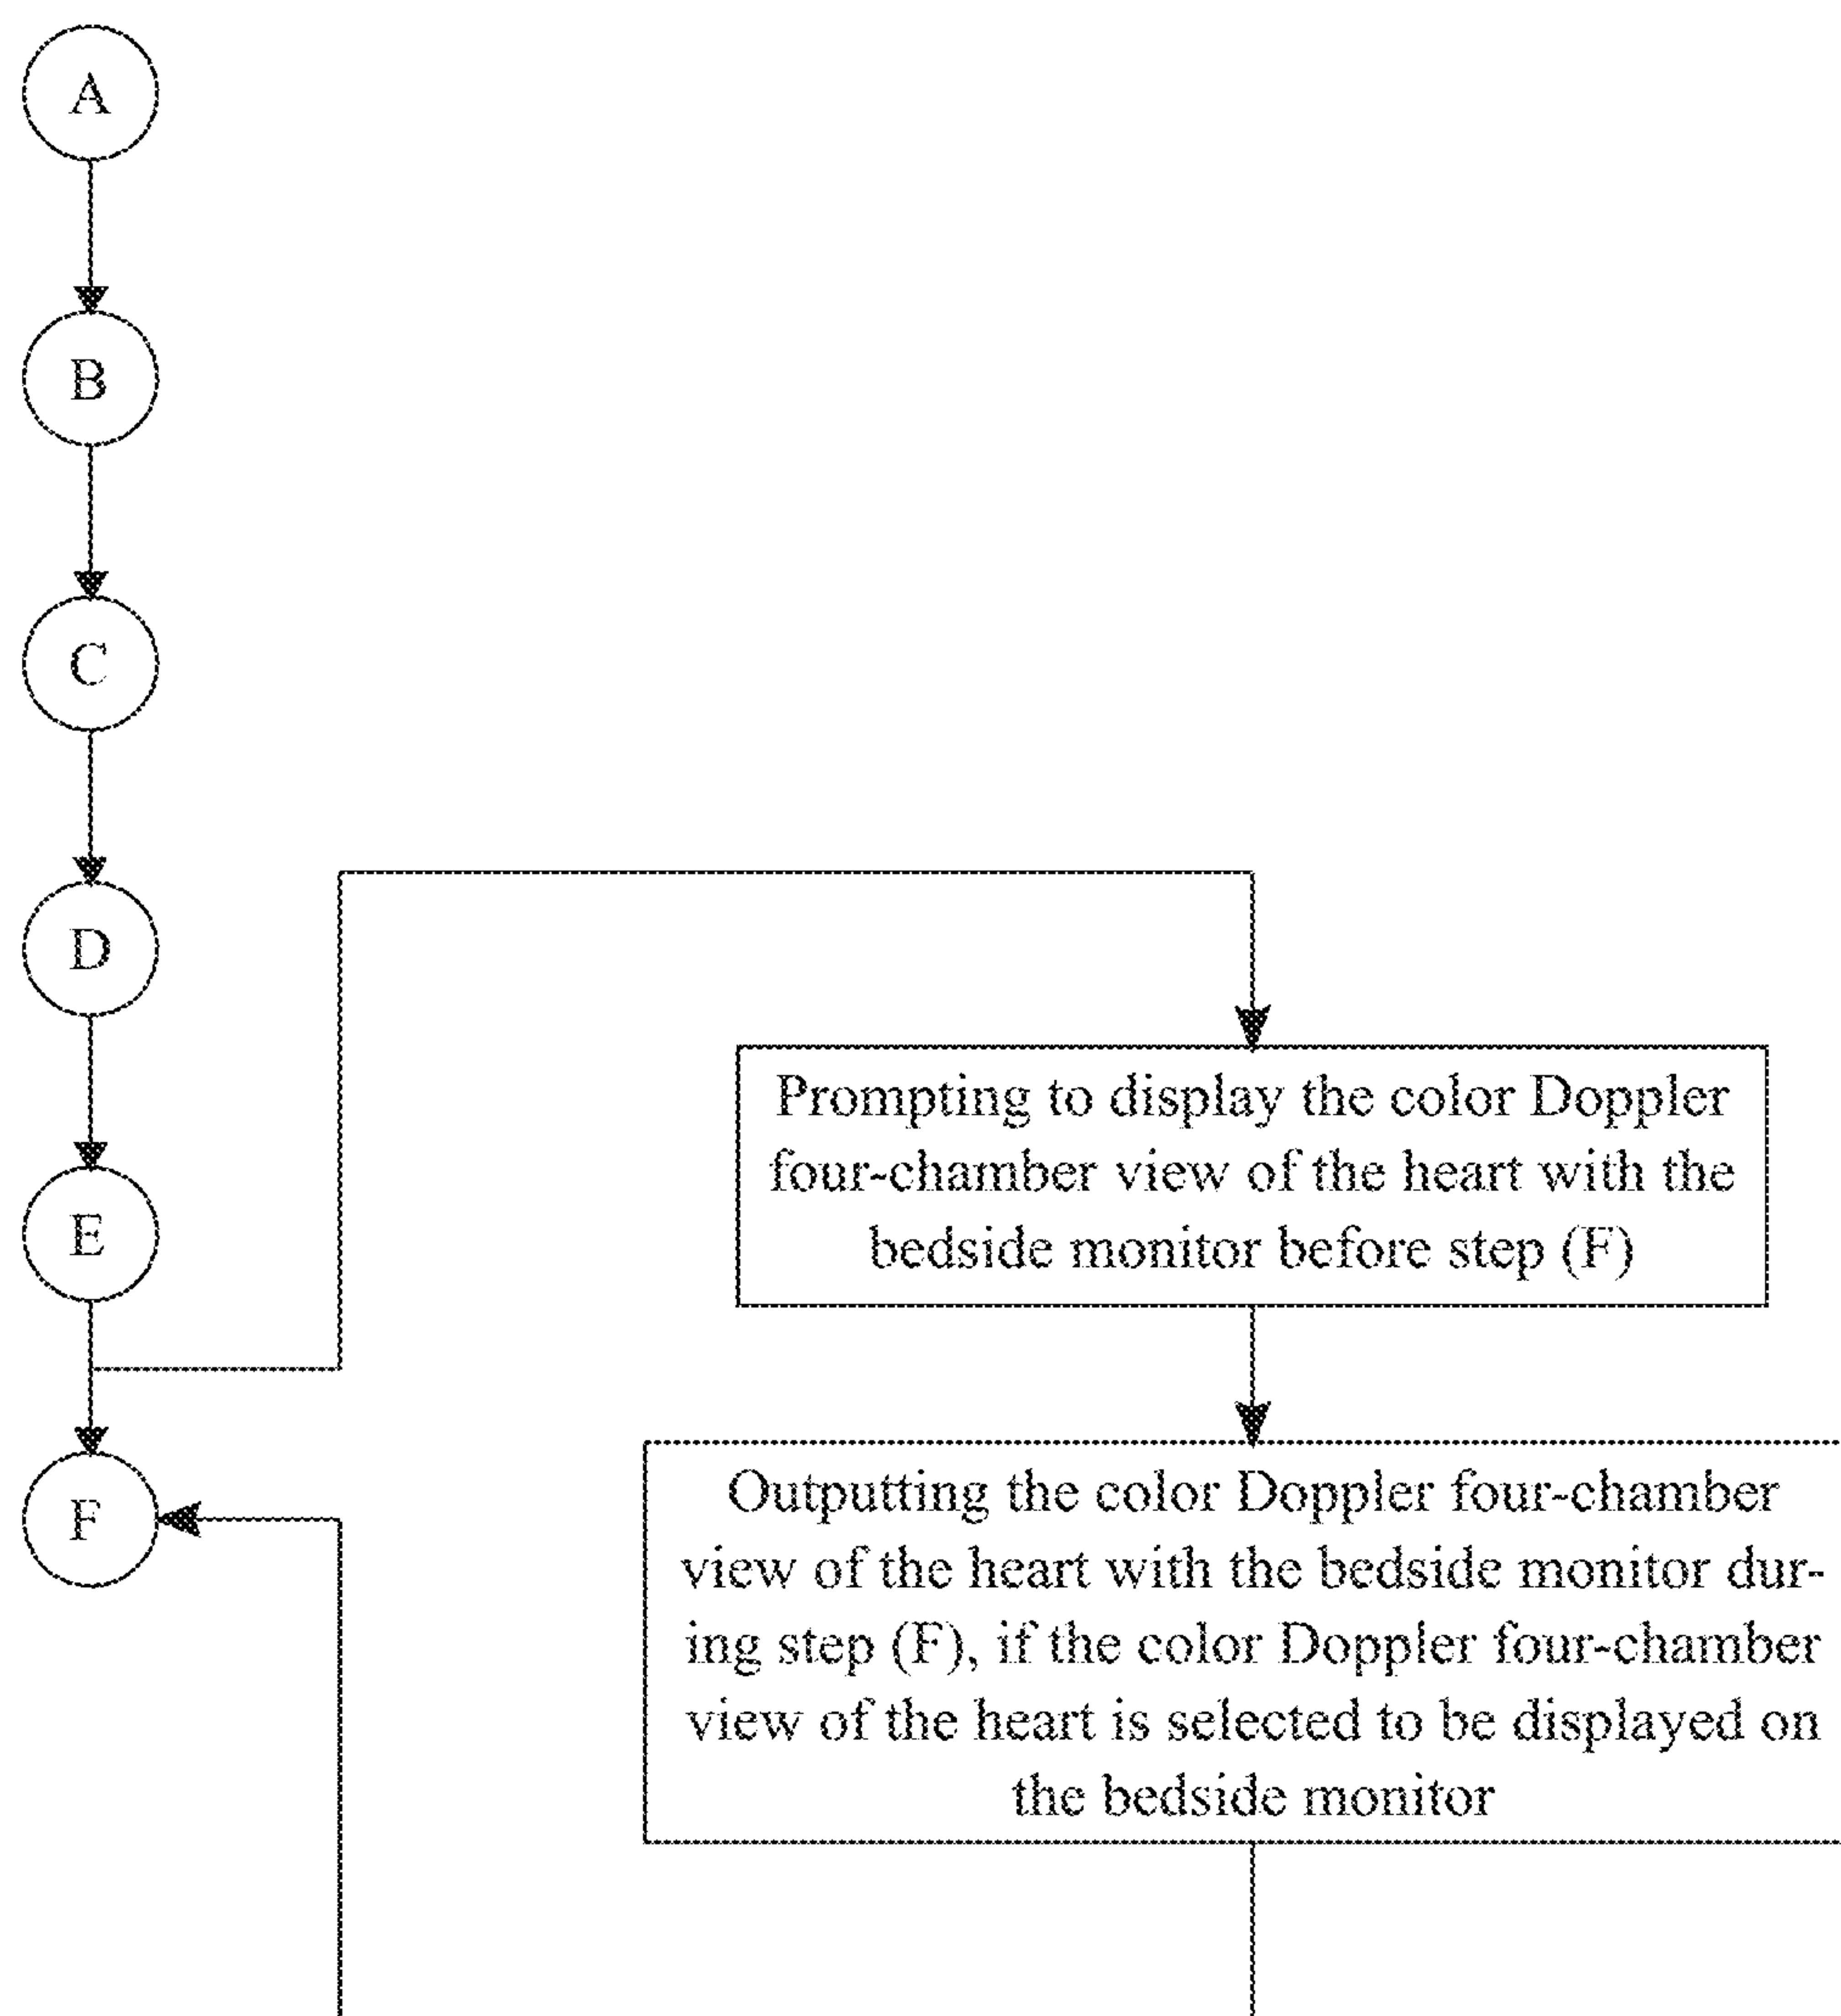 A
B
C
D
E
F
Prompting to display the color Doppler
four-chamber view of the heart with the
bedside monitor before step (F)
Outputting the color Doppler four-chamber
view of the heart with the bedside monitor dur-
ing step (F), if the color Doppler four-chamber
view of the heart is selected to be displayed on
the bedside monitor